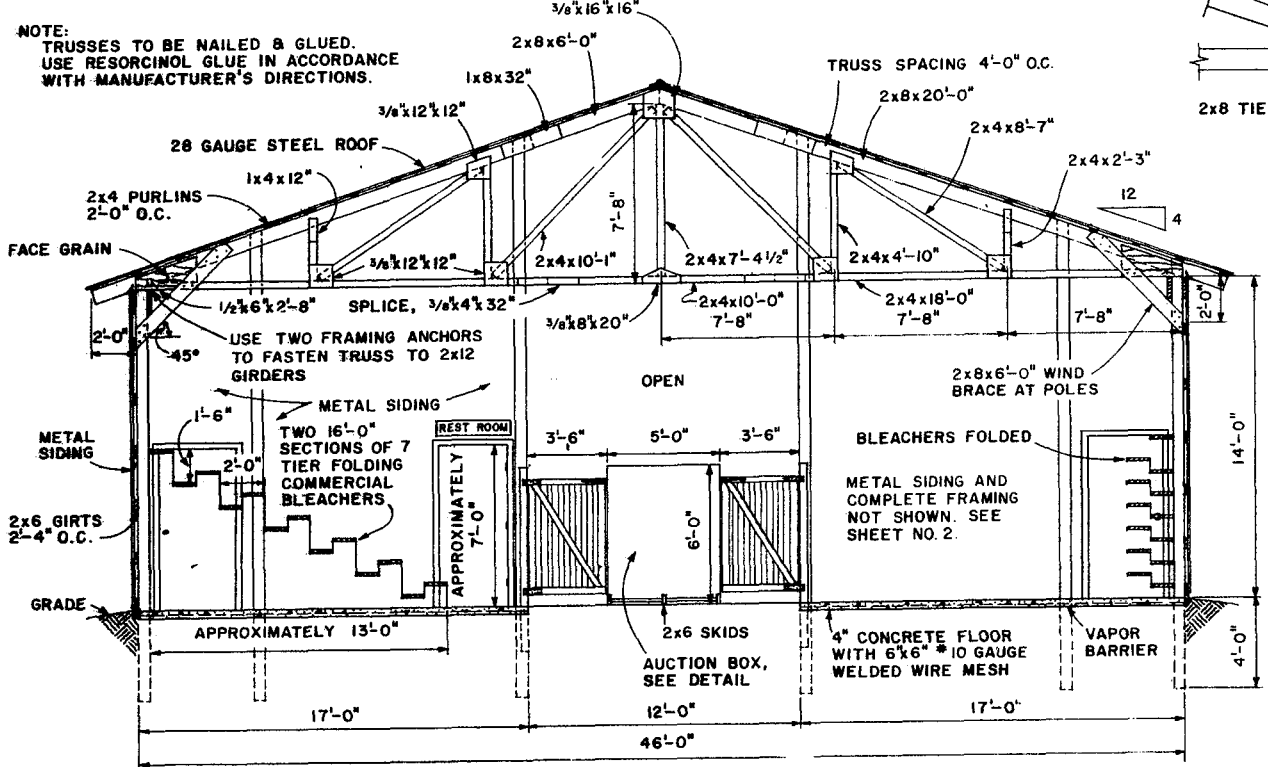 NOTE:
TRUSSES TO BE NAILED & GLUED.
USE RESORCINOL GLUE IN ACCORDANCE
WITH MANUFACTURER'S DIRECTIONS.
3/8"x16"x16"
2x8x6'-0"
1x8x32"
3/8"x12"x12"
28 GAUGE STEEL ROOF
1x4x12"
2x4 PURLINS
2'-0" O.C.
FACE GRAIN
TRUSS SPACING 4'-0" O.C.
2x8x20'-0"
2x4x8'-7"
2x4x2'-3"
2x8 TIE
12
4
7'-8"
2x4x10'-1"
2x4x7'-4 1/2"
2x4x4'-10"
3/8"x12"x12"
1/2"x6"x2'-8"
SPLICE, 3/8"x4"x32"
3/8"x8"x20"
2x4x10'-0"
2x4x18'-0"
7'-8"
7'-8"
7'-8"
2'-0"
2'-0"
45°
USE TWO FRAMING ANCHORS
TO FASTEN TRUSS TO 2x12
GIRDERS
OPEN
2x8x6'-0" WIND
BRACE AT POLES
METAL SIDING
1'-6"
2'-0"
TWO 16'-0"
SECTIONS OF 7
TIER FOLDING
COMMERCIAL
BLEACHERS
REST ROOM
APPROXIMATELY
7'-0"
3'-6"
5'-0"
3'-6"
6'-0"
BLEACHERS FOLDED
METAL SIDING AND
COMPLETE FRAMING
NOT SHOWN. SEE
SHEET NO. 2.
14'-0"
METAL
SIDING
2x6 GIRTS
2'-4" O.C.
GRADE
APPROXIMATELY 13'-0"
2x6 SKIDS
AUCTION BOX,
SEE DETAIL
4" CONCRETE FLOOR
WITH 6"x6" #10 GAUGE
WELDED WIRE MESH
VAPOR
BARRIER
4'-0"
17'-0"
12'-0"
17'-0"
46'-0"